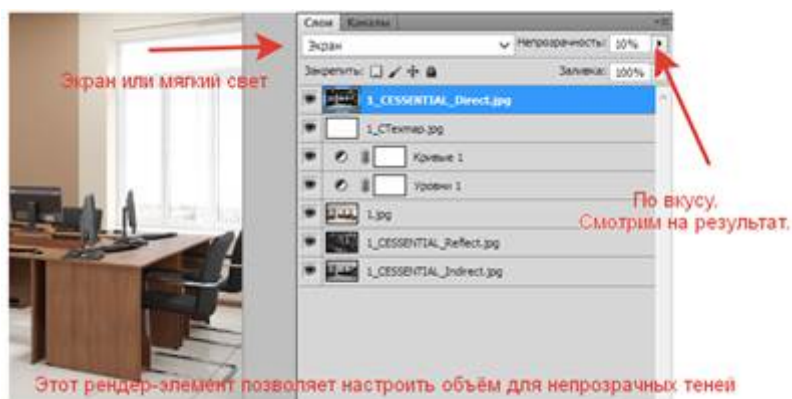 Слои Каналы
Экран Непрозрачность: 10%
Закрепить: Заливка: 100%
Экран или мягкий свет
1_CESSENTIAL_Direct.jpg
1_CTexmap.jpg
Кривые 1
Уровни 1
По вкусу.
Смотрим на результат.
1.jpg
1_CESSENTIAL_Reflect.jpg
1_CESSENTIAL_Indirect.jpg
Этот рендер-элемент позволяет настроить объём для непрозрачных теней